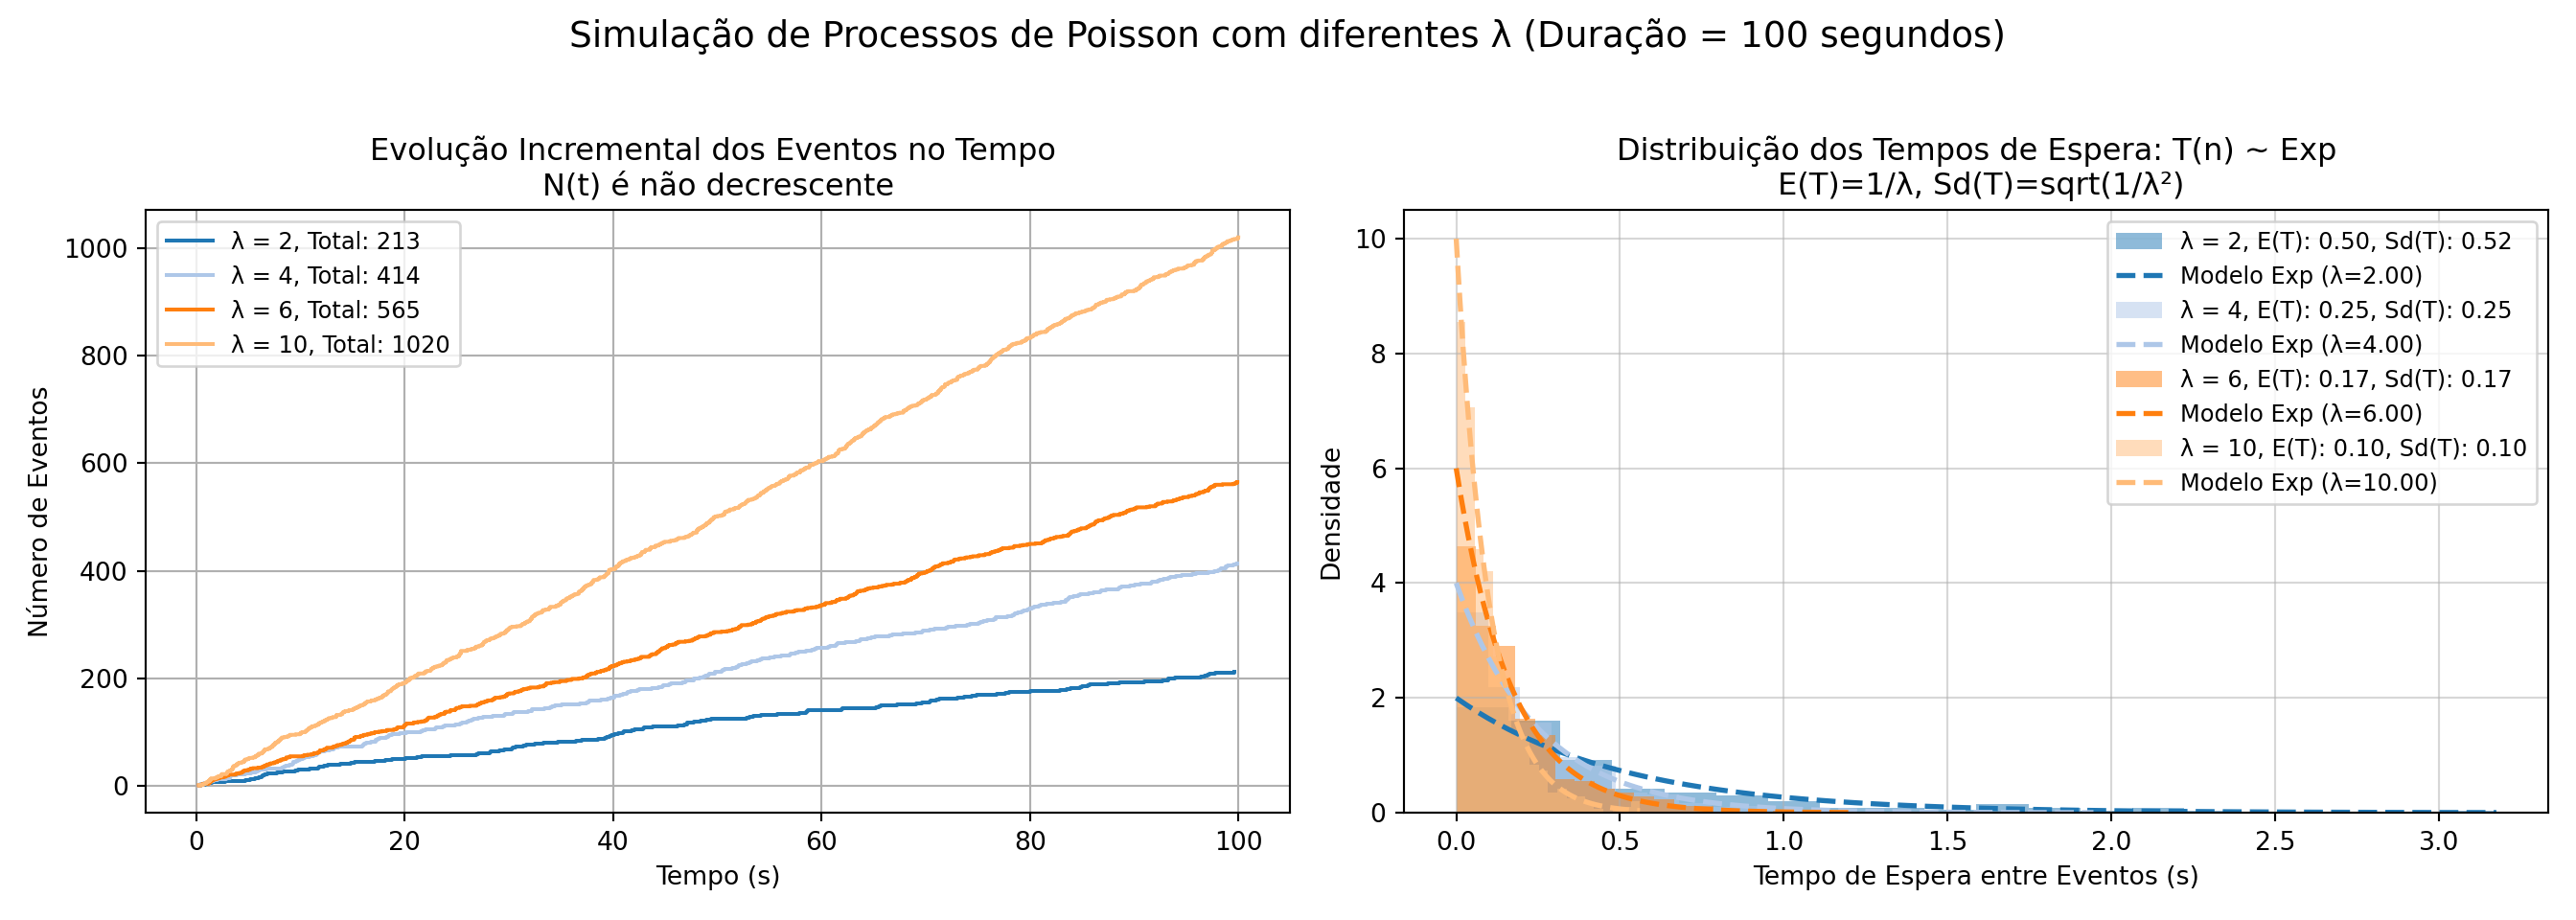 Simulação de Processos de Poisson com diferentes λ (Duração = 100 segundos)
Evolução Incremental dos Eventos no Tempo
N(t) é não decrescente
1000
800
600
400
200
0
Número de Eventos
λ = 2, Total: 213
λ = 4, Total: 414
λ = 6, Total: 565
λ = 10, Total: 1020
0 20 40 60 80 100
Tempo (s)
Distribuição dos Tempos de Espera: T(n) ~ Exp
E(T)=1/λ, Sd(T)=sqrt(1/λ²)
10
8
6
4
2
0
Densidade
λ = 2, E(T): 0.50, Sd(T): 0.52
Modelo Exp (λ=2.00)
λ = 4, E(T): 0.25, Sd(T): 0.25
Modelo Exp (λ=4.00)
λ = 6, E(T): 0.17, Sd(T): 0.17
Modelo Exp (λ=6.00)
λ = 10, E(T): 0.10, Sd(T): 0.10
Modelo Exp (λ=10.00)
0.0 0.5 1.0 1.5 2.0 2.5 3.0
Tempo de Espera entre Eventos (s)